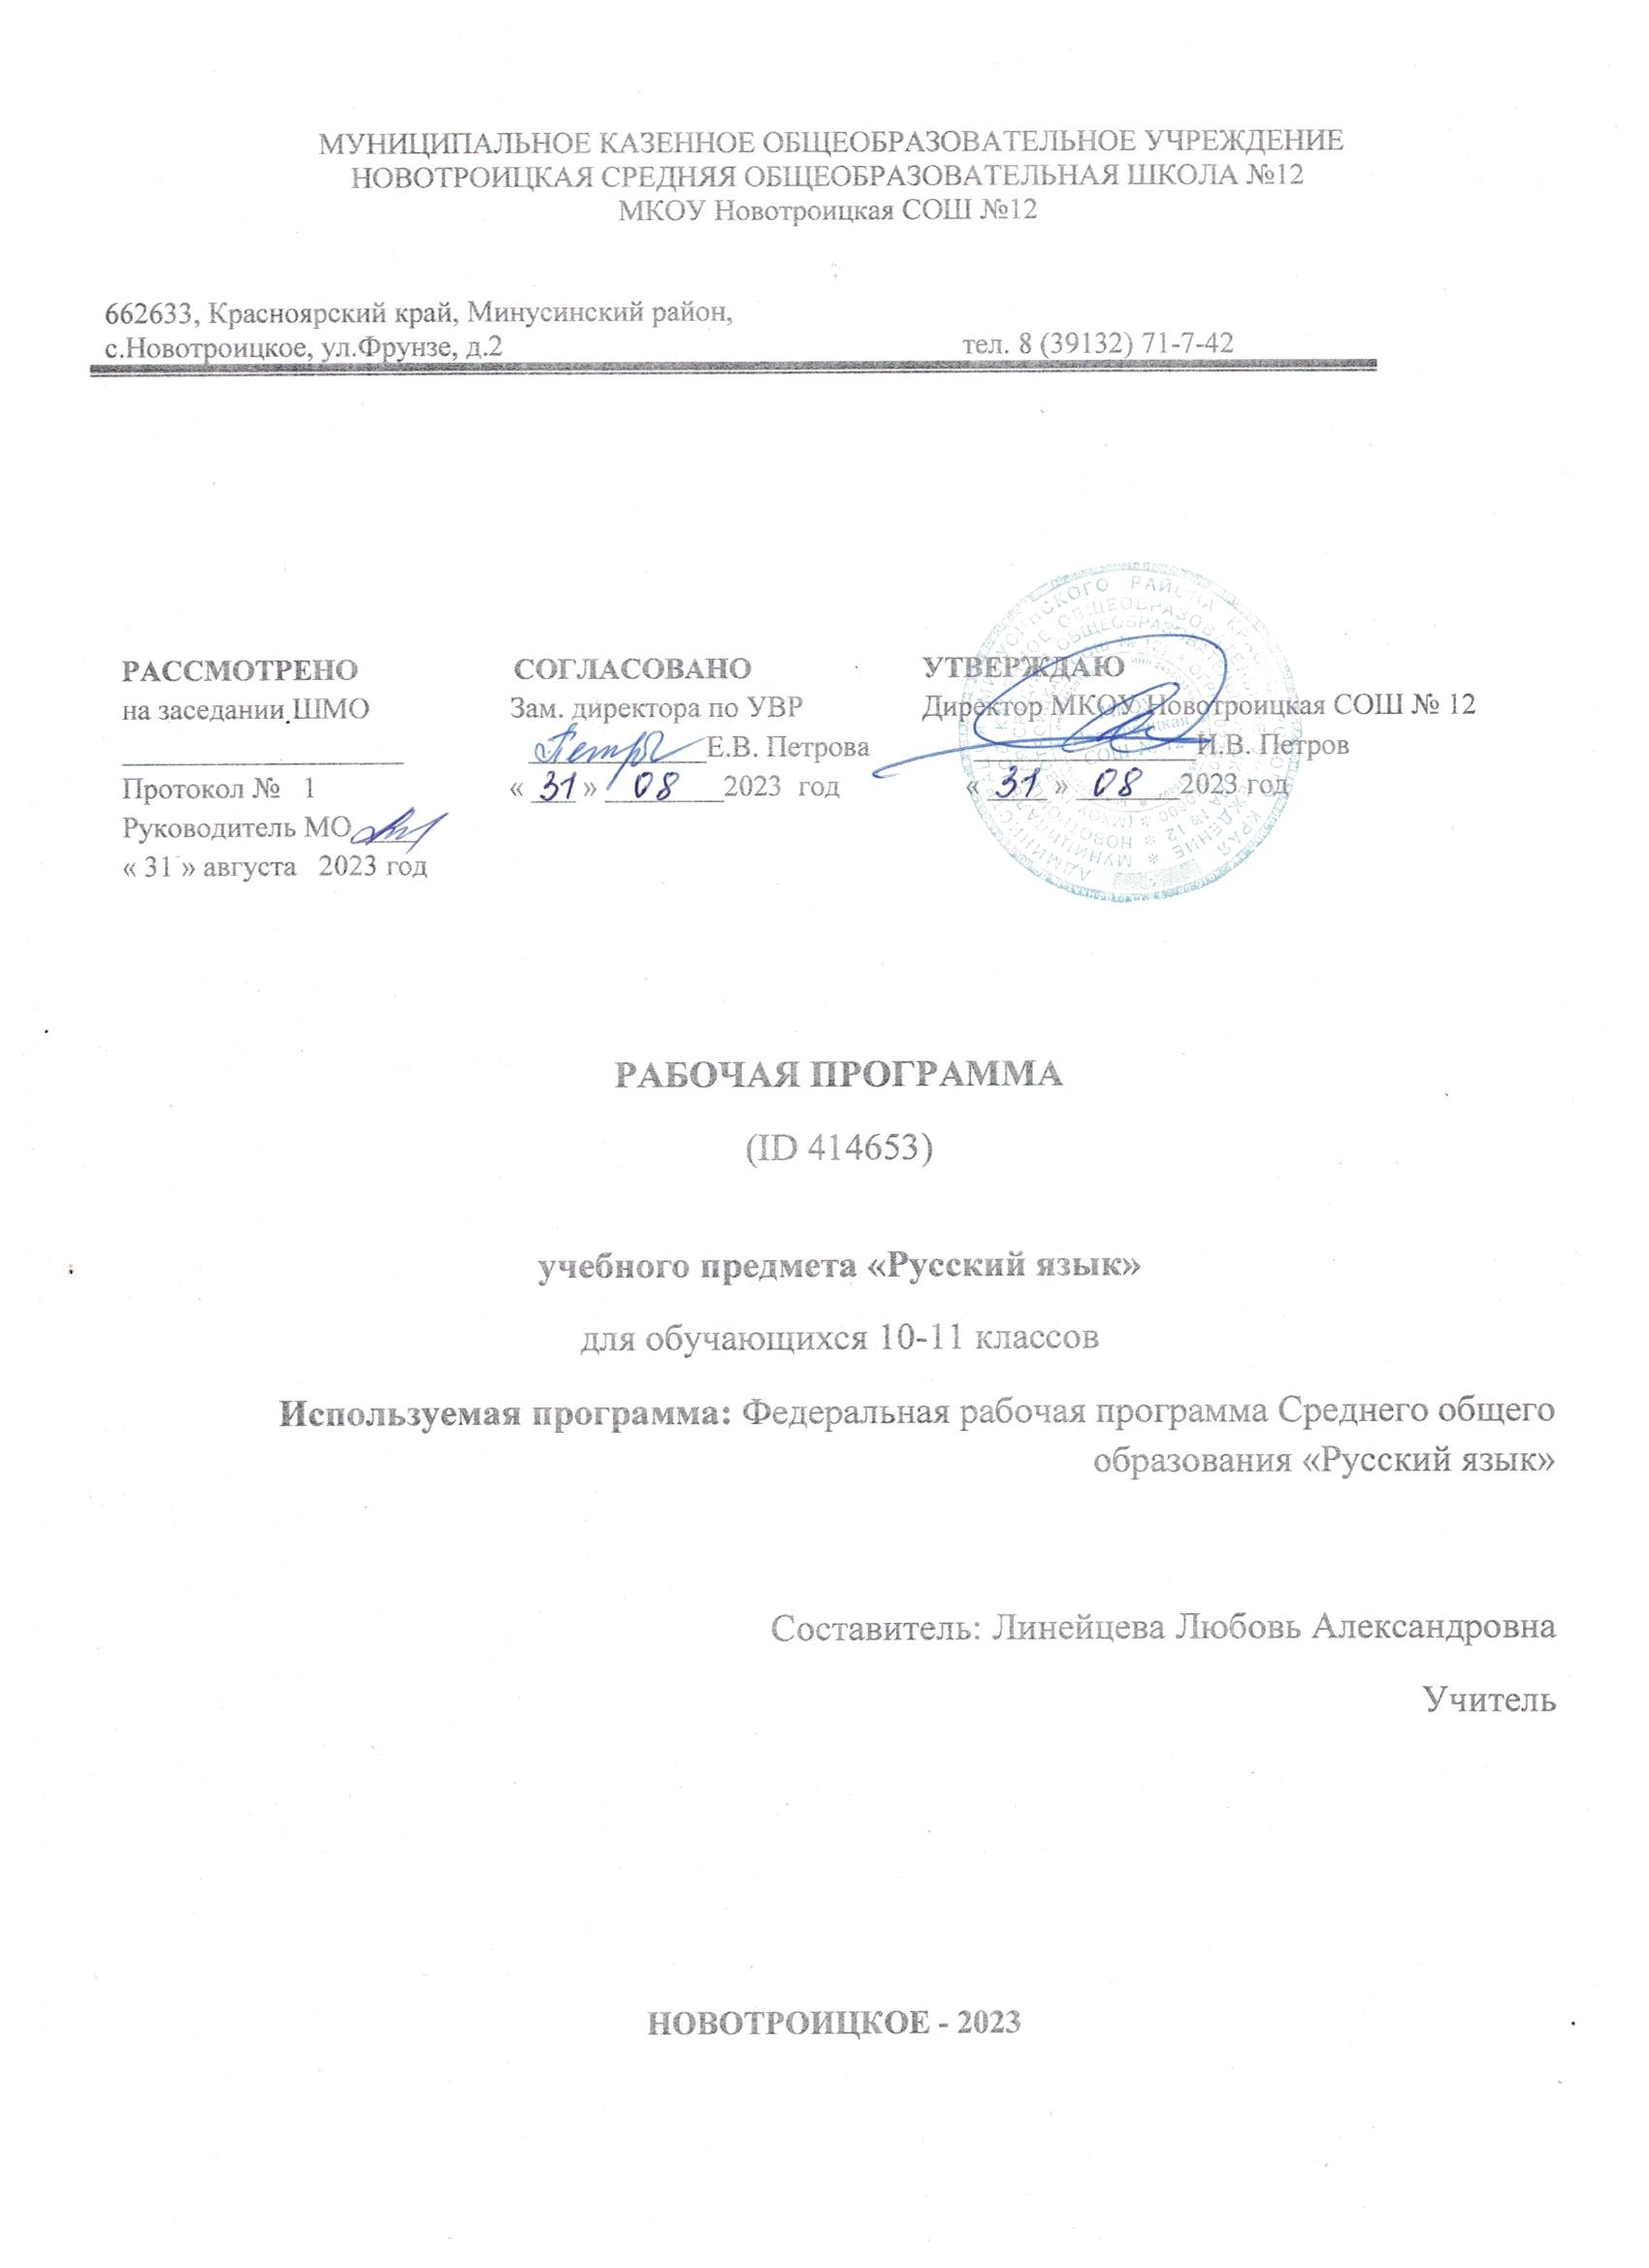 МУНИЦИПАЛЬНОЕ КАЗЕННОЕ ОБЩЕОБРАЗОВАТЕЛЬНОЕ УЧРЕЖДЕНИЕ
НОВОТРОИЦКАЯ СРЕДНЯЯ ОБЩЕОБРАЗОВАТЕЛЬНАЯ ШКОЛА №12
МКОУ Новотроицкая СОШ №12
662633, Красноярский край, Минусинский район,
с.Новотроицкое, ул.Фрунзе, д.2 тел. 8 (39132) 71-7-42
РАССМОТРЕНО
на заседании ШМО
Протокол № 1
Руководитель МО
« 31 » августа 2023 год
СОГЛАСОВАНО
Зам. директора по УВР
Е.В. Петрова
« 31 » 08 2023 год
УТВЕРЖДАЮ
Директор МКОУ Новотроицкая СОШ № 12
И.В. Петров
« 31 » 08 2023 год
РАБОЧАЯ ПРОГРАММА
(ID 414653)
учебного предмета «Русский язык»
для обучающихся 10-11 классов
Используемая программа: Федеральная рабочая программа Среднего общего
образования «Русский язык»
Составитель: Линейцева Любовь Александровна
Учитель
НОВОТРОИЦКОЕ - 2023